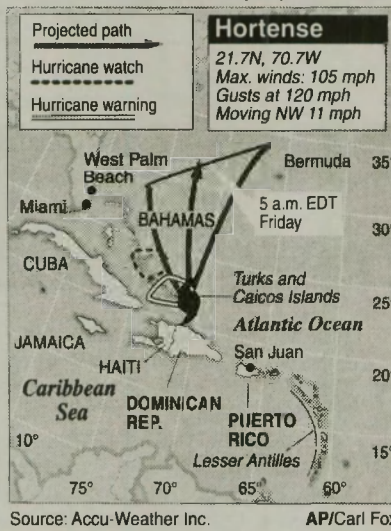 Projected path
Hurricane watch
Hurricane warning
Hortense
21.7N, 70.7W
Max. winds: 105 mph
Gusts at 120 mph
Moving NW 11 mph
West Palm
Beach
Bermuda
35°
Miami
BAHAMAS
5 a.m. EDT
Friday
30°
CUBA
Turks and
Caicos Islands
25°
Atlantic Ocean
JAMAICA
HAITI
San Juan
20°
Caribbean
Sea
DOMINICAN
REP.
PUERTO
RICO
10°
Lesser Antilles
15°
75°
70°
65°
60°
Source: Accu-Weather Inc.
AP/Carl Fox